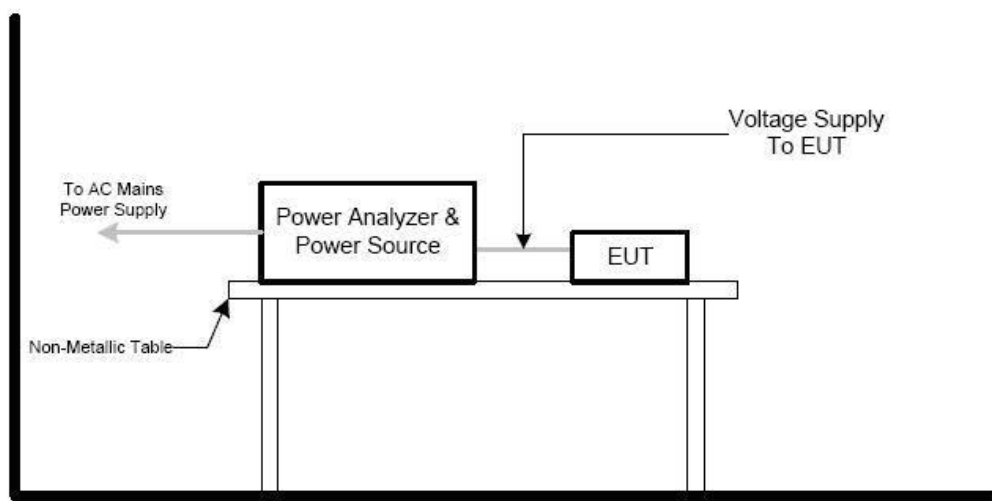 Voltage Supply
To EUT
To AC Mains
Power Supply
Power Analyzer &
Power Source
EUT
Non-Metallic Table